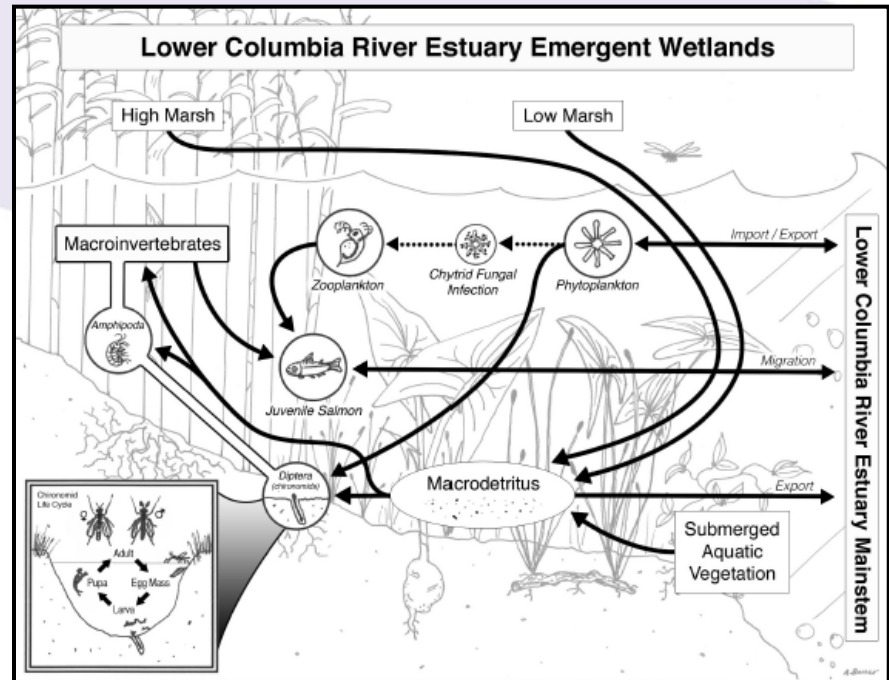 Lower Columbia River Estuary Emergent Wetlands
High Marsh
Low Marsh
Macroinvertebrates
Zooplankton
Chytrid Fungal
Infection
Phytoplankton
Import / Export
Amphipoda
Juvenile Salmon
Migration
Diptera
(chironomids)
Macrodetritus
Export
Submerged
Aquatic
Vegetation
Lower Columbia River Estuary Mainstem
Chironomid
Life Cycle
♀
♂
Adult
Pupa
Egg Mass
Larva